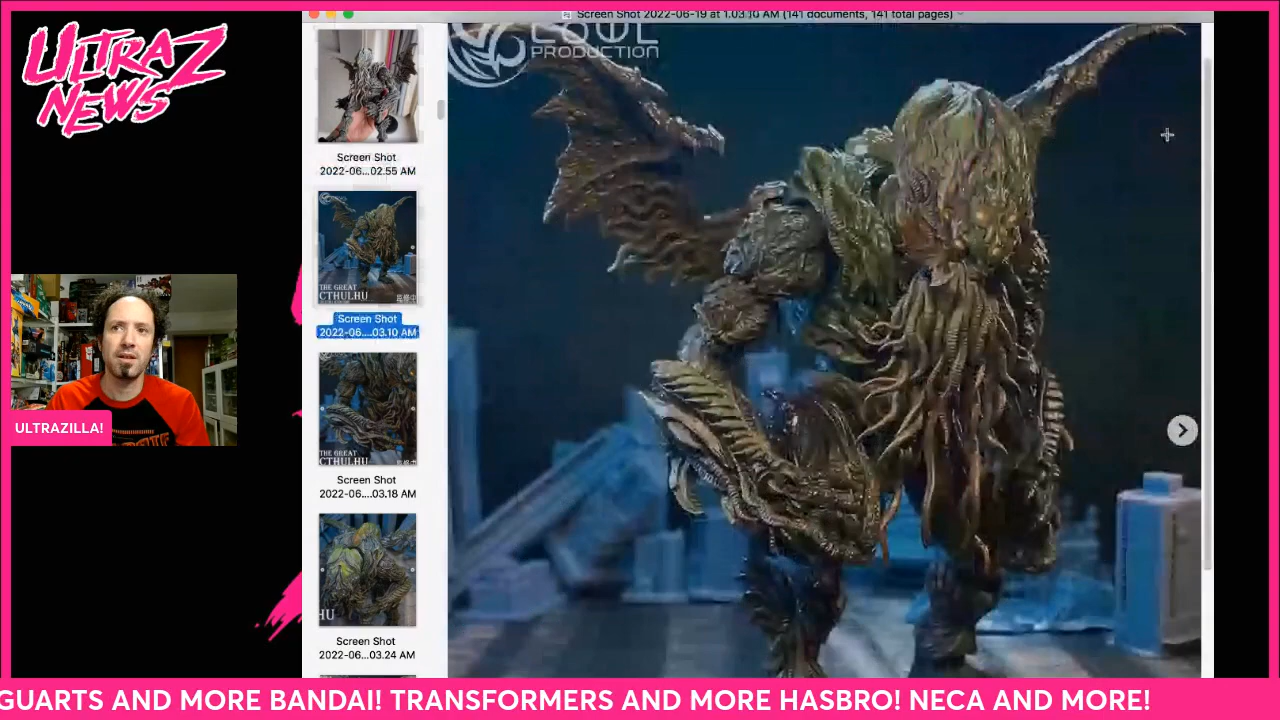 ULTRAZ
NEWS
Screen Shot 2022-06-19 at 1.03.10 AM (141 documents, 141 total pages)
PRODUCTION
Screen Shot
2022-06...02.55 AM
THE GREAT
CTHULHU
Screen Shot
2022-06....03.10 AM
THE GREAT
CTHULHU
Screen Shot
2022-06....03.18 AM
HU
Screen Shot
2022-06...03.24 AM
ULTRAZILLA!
GUARTS AND MORE BANDAI! TRANSFORMERS AND MORE HASBRO! NECA AND MORE!